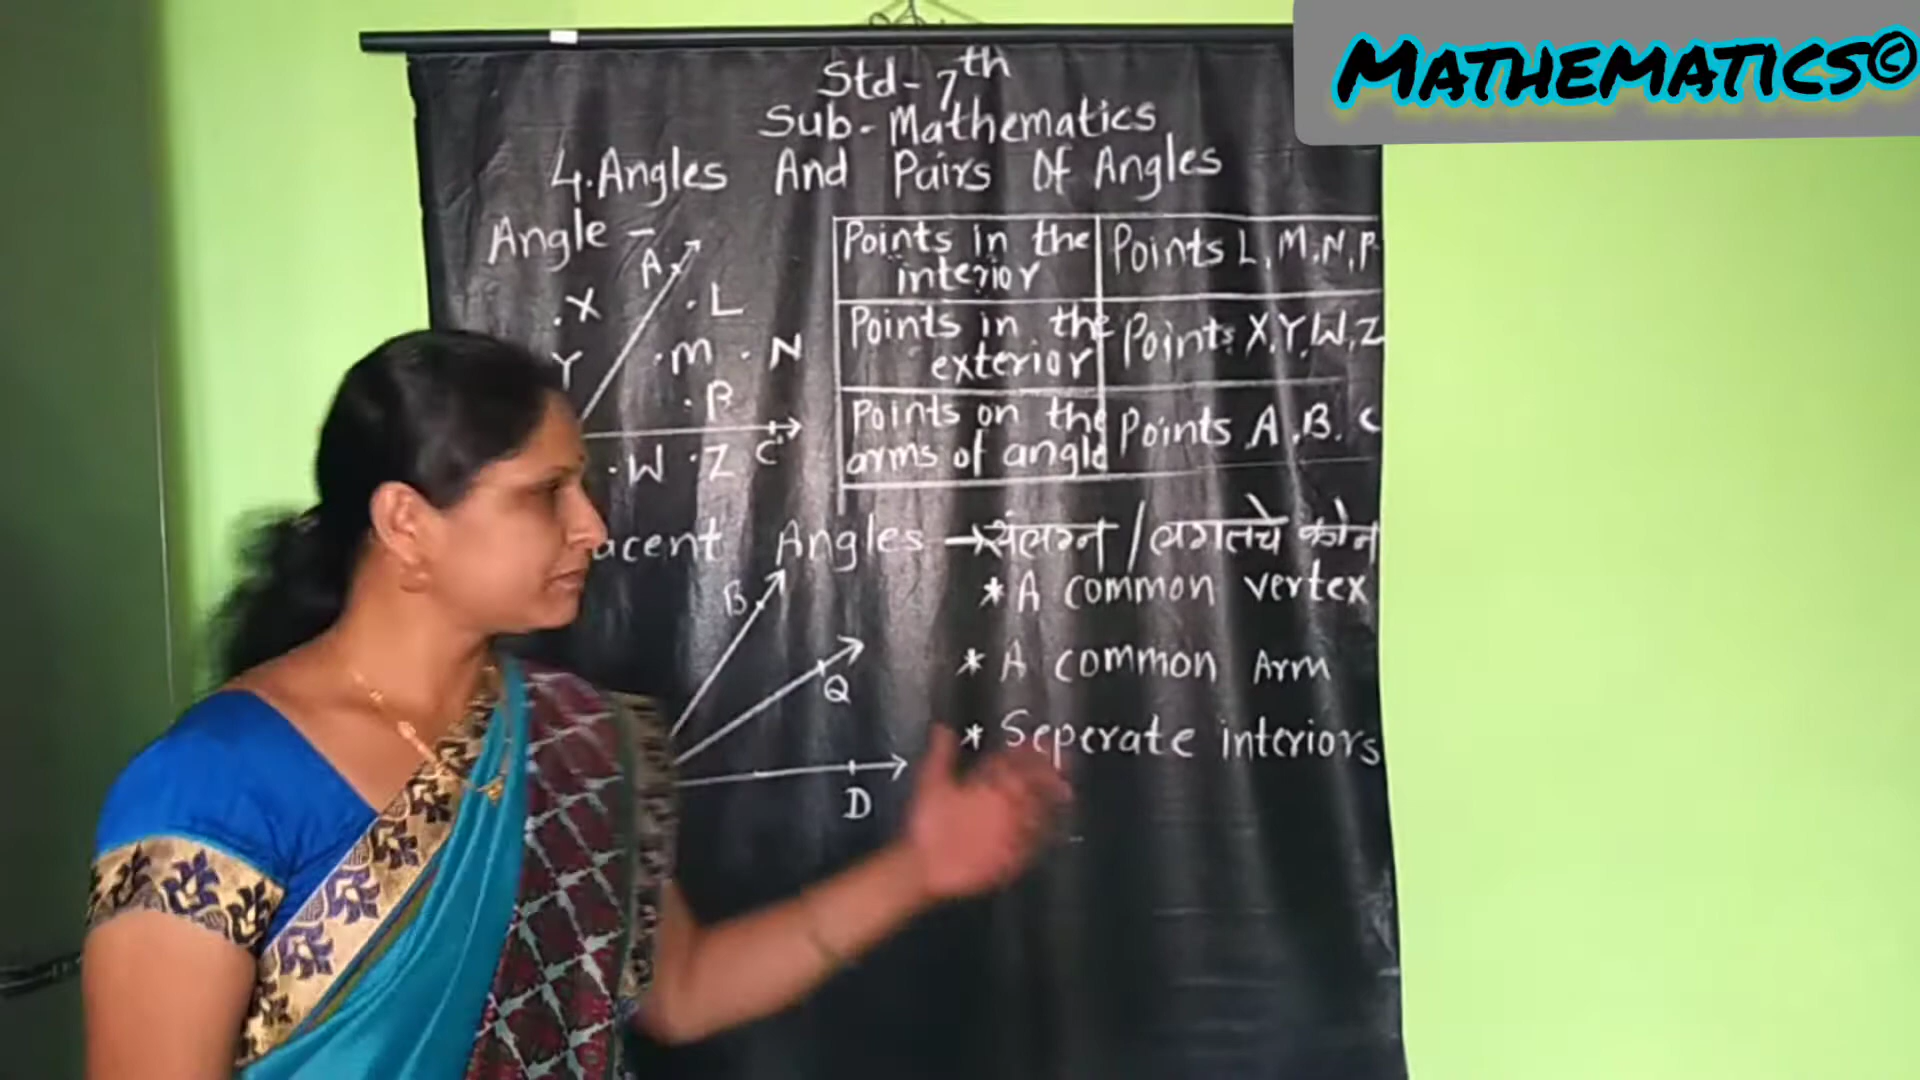 MATHEMATICS©
Std-7th
Sub-Mathematics
4.Angles And Pairs Of Angles
Angle -
A
X
L
Y
M
N
P
W
Z
C
Points in the interior
Points L, M, N, P
Points in the exterior
Points X, Y, W, Z
Points on the arms of angle
Points A, B, C
acent Angles → संलग्न / लगतचे कोन
* A common vertex
* A common Arm
* Seperate interiors
B
Q
D